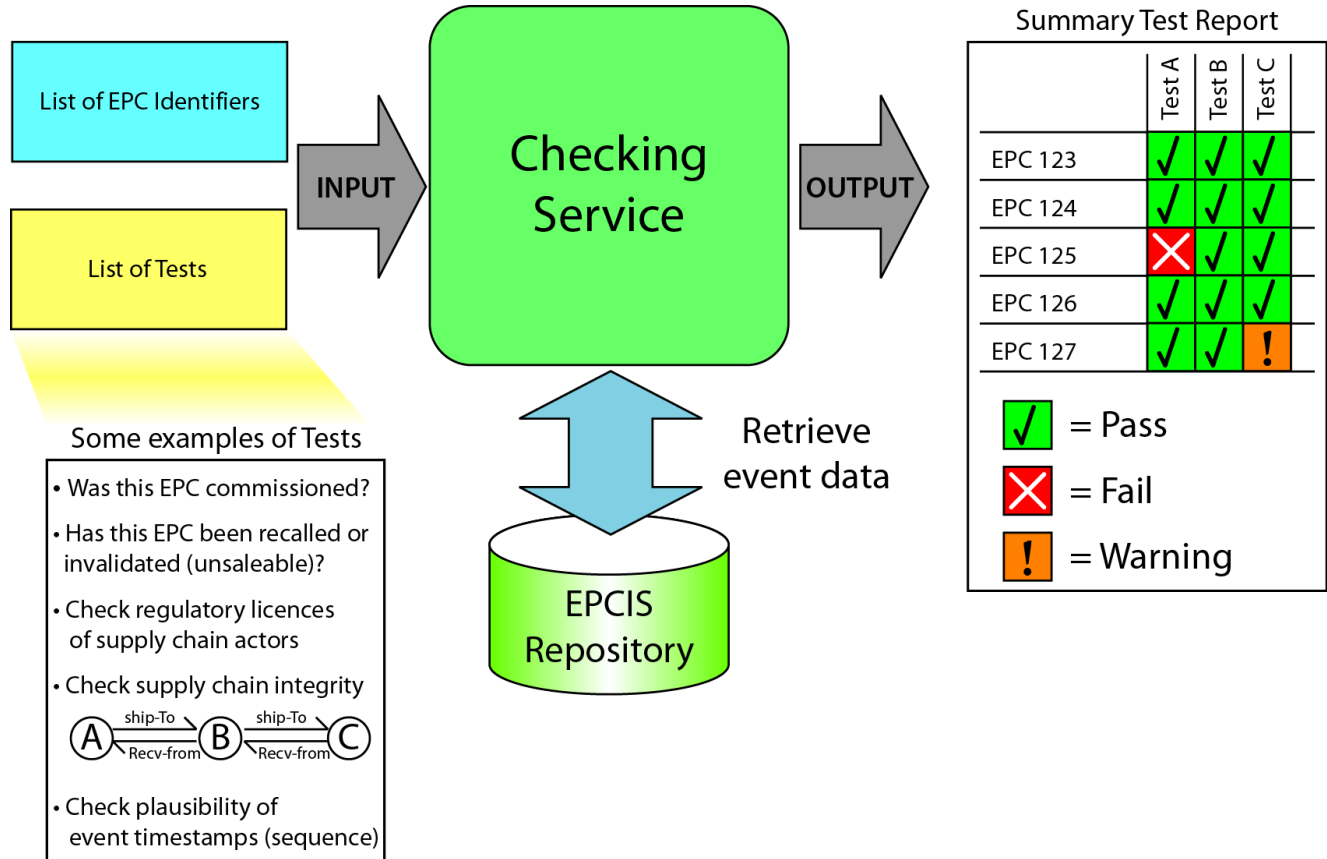 List of EPC Identifiers
List of Tests
Some examples of Tests
• Was this EPC commissioned?
• Has this EPC been recalled or
invalidated (unsaleable)?
• Check regulatory licences
of supply chain actors
• Check supply chain integrity
A ship-To B ship-To C
Recv-from Recv-from
• Check plausibility of
event timestamps (sequence)
INPUT
Checking
Service
OUTPUT
Retrieve
event data
EPCIS
Repository
Summary Test Report
Test A Test B Test C
EPC 123
EPC 124
EPC 125
EPC 126
EPC 127
= Pass
= Fail
! = Warning